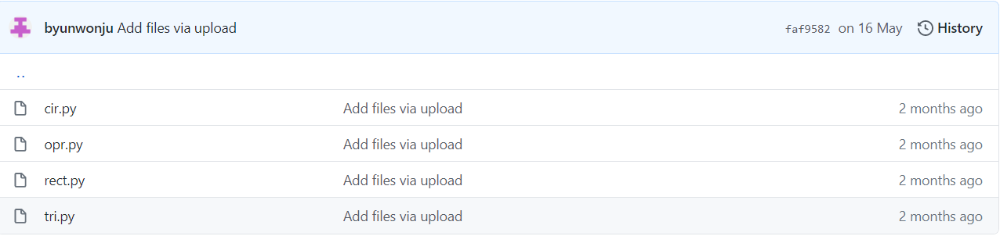 byunwonju Add files via upload faf9582 on 16 May History
..
cir.py Add files via upload 2 months ago
opr.py Add files via upload 2 months ago
rect.py Add files via upload 2 months ago
tri.py Add files via upload 2 months ago